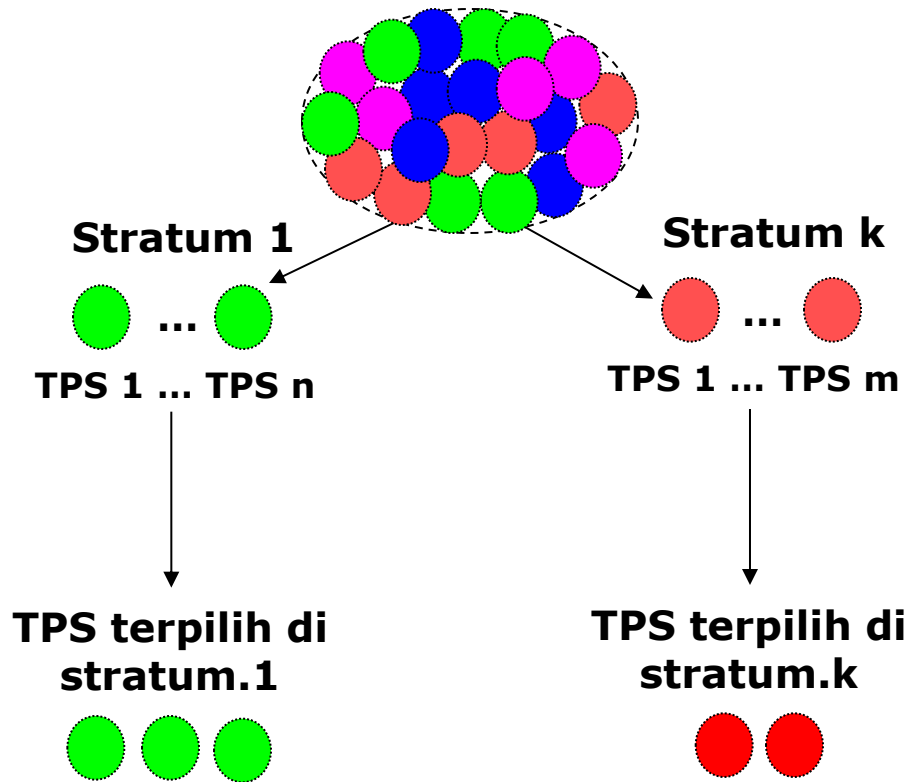 Stratum 1
Stratum k
... 
...
TPS 1 ... TPS n
TPS 1 ... TPS m
TPS terpilih di
stratum.1
TPS terpilih di
stratum.k